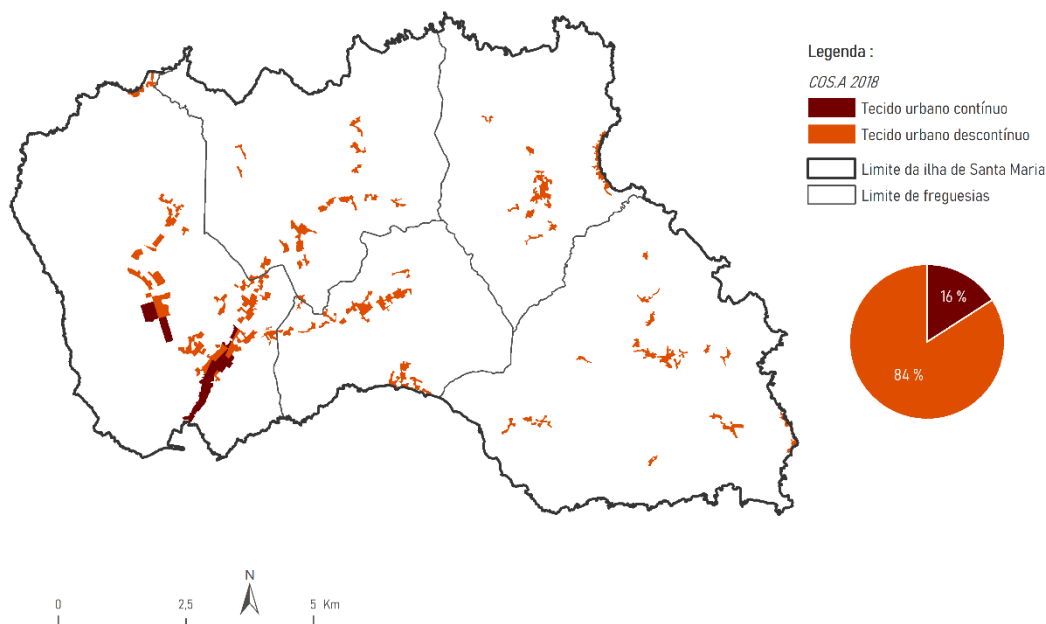 Legenda :
COS.A 2018
Tecido urbano contínuo
Tecido urbano descontínuo
Limite da ilha de Santa Maria
Limite de freguesias
16 %
84 %
N
0 2,5 5 Km